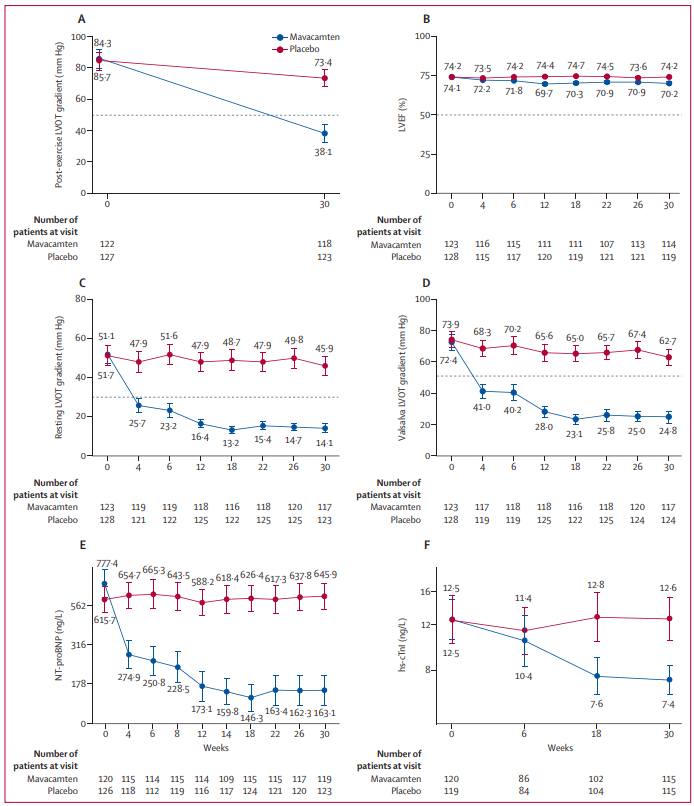 A
Post-exercise LVOT gradient (mm Hg)
100
80
60
40
20
0
84·3
85·7
73·4
38·1
Mavacamten
Placebo
0 30
Number of
patients at visit
Mavacamten 122 118
Placebo 127 123
B
LVEF (%)
100
75
50
25
0
74·2 73·5 74·2 74·4 74·7 74·5 73·6 74·2
74·1 72·2 71·8 69·7 70·3 70·9 70·9 70·2
0 4 6 12 18 22 26 30
Number of
patients at visit
Mavacamten 123 116 115 111 111 107 113 114
Placebo 128 115 117 120 119 121 121 119
C
Resting LVOT gradient (mm Hg)
80
60
40
20
0
51·1 47·9 51·6 47·9 48·7 47·9 49·8 45·9
51·7 25·7 23·2 16·4 13·2 15·4 14·7 14·1
0 4 6 12 18 22 26 30
Number of
patients at visit
Mavacamten 123 119 119 118 116 118 120 117
Placebo 128 121 122 125 122 125 125 123
D
Valsalva LVOT gradient (mm Hg)
100
80
60
40
20
0
73·9 68·3 70·2 65·6 65·0 65·7 67·4 62·7
72·4 41·0 40·2 28·0 23·1 25·8 25·0 24·8
0 4 6 12 18 22 26 30
Number of
patients at visit
Mavacamten 123 117 118 118 116 118 120 117
Placebo 128 119 119 125 122 125 124 124
E
NT-proBNP (ng/L)
562
316
178
0
777·4 654·7 665·3 643·5 588·2 618·4 626·4 617·3 637·8 645·9
615·7 274·9 250·8 228·5 173·1 159·8 146·3 163·4 162·3 163·1
0 4 6 8 12 14 18 22 26 30
Weeks
Number of
patients at visit
Mavacamten 120 115 114 115 114 109 115 115 117 119
Placebo 126 118 112 119 116 117 124 121 120 123
F
hs-cTnI (ng/L)
16
12
8
12·5 11·4 12·8 12·6
12·5 10·4 7·6 7·4
0 6 18 30
Weeks
Number of
patients at visit
Mavacamten 120 86 102 115
Placebo 119 84 104 115